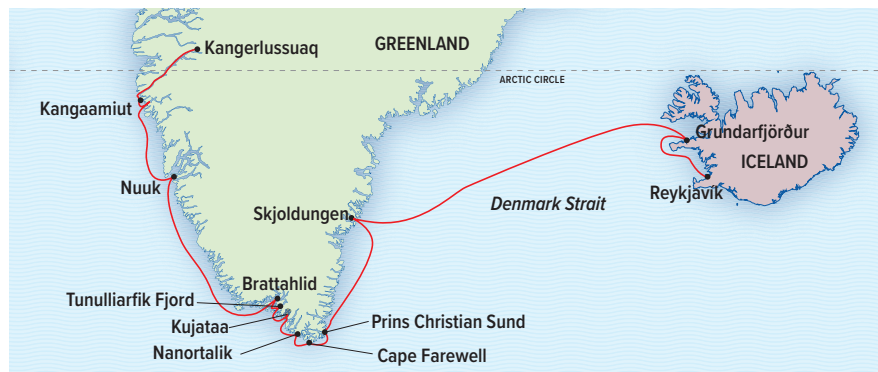 Kangerlussuaq
GREENLAND
ARCTIC CIRCLE
Kangaamiut
Grundarfjörður
ICELAND
Nuuk
Reykjavík
Skjoldungen
Denmark Strait
Brattahlid
Tunulliarfik Fjord
Kujataa
Prins Christian Sund
Nanortalik
Cape Farewell